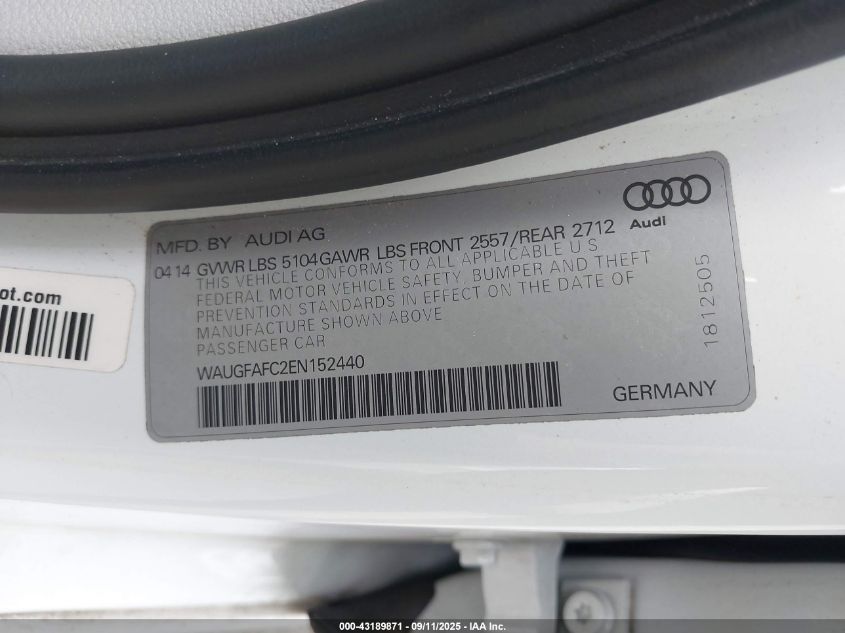 Audi
MFD. BY AUDI AG
04 14 GVWR LBS 5104 GAWR LBS FRONT 2557/REAR 2712
THIS VEHICLE CONFORMS TO ALL APPLICABLE U S
FEDERAL MOTOR VEHICLE SAFETY, BUMPER AND THEFT
PREVENTION STANDARDS IN EFFECT ON THE DATE OF
MANUFACTURE SHOWN ABOVE
PASSENGER CAR
WAUGFAFC2EN152440
GERMANY
1812505
ot.com
000-43189871 - 09/11/2025 - IAA Inc.